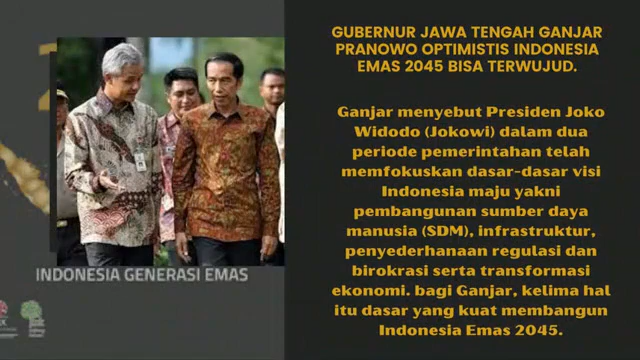 GUBERNUR JAWA TENGAH GANJAR
PRANOWO OPTIMISTIS INDONESIA
EMAS 2045 BISA TERWUJUD.
Ganjar menyebut Presiden Joko
Widodo (Jokowi) dalam dua
periode pemerintahan telah
memfokuskan dasar-dasar visi
Indonesia maju yakni
pembangunan sumber daya
manusia (SDM), infrastruktur,
penyederhanaan regulasi dan
birokrasi serta transformasi
ekonomi. bagi Ganjar, kelima hal
itu dasar yang kuat membangun
Indonesia Emas 2045.
INDONESIA GENERASI EMAS